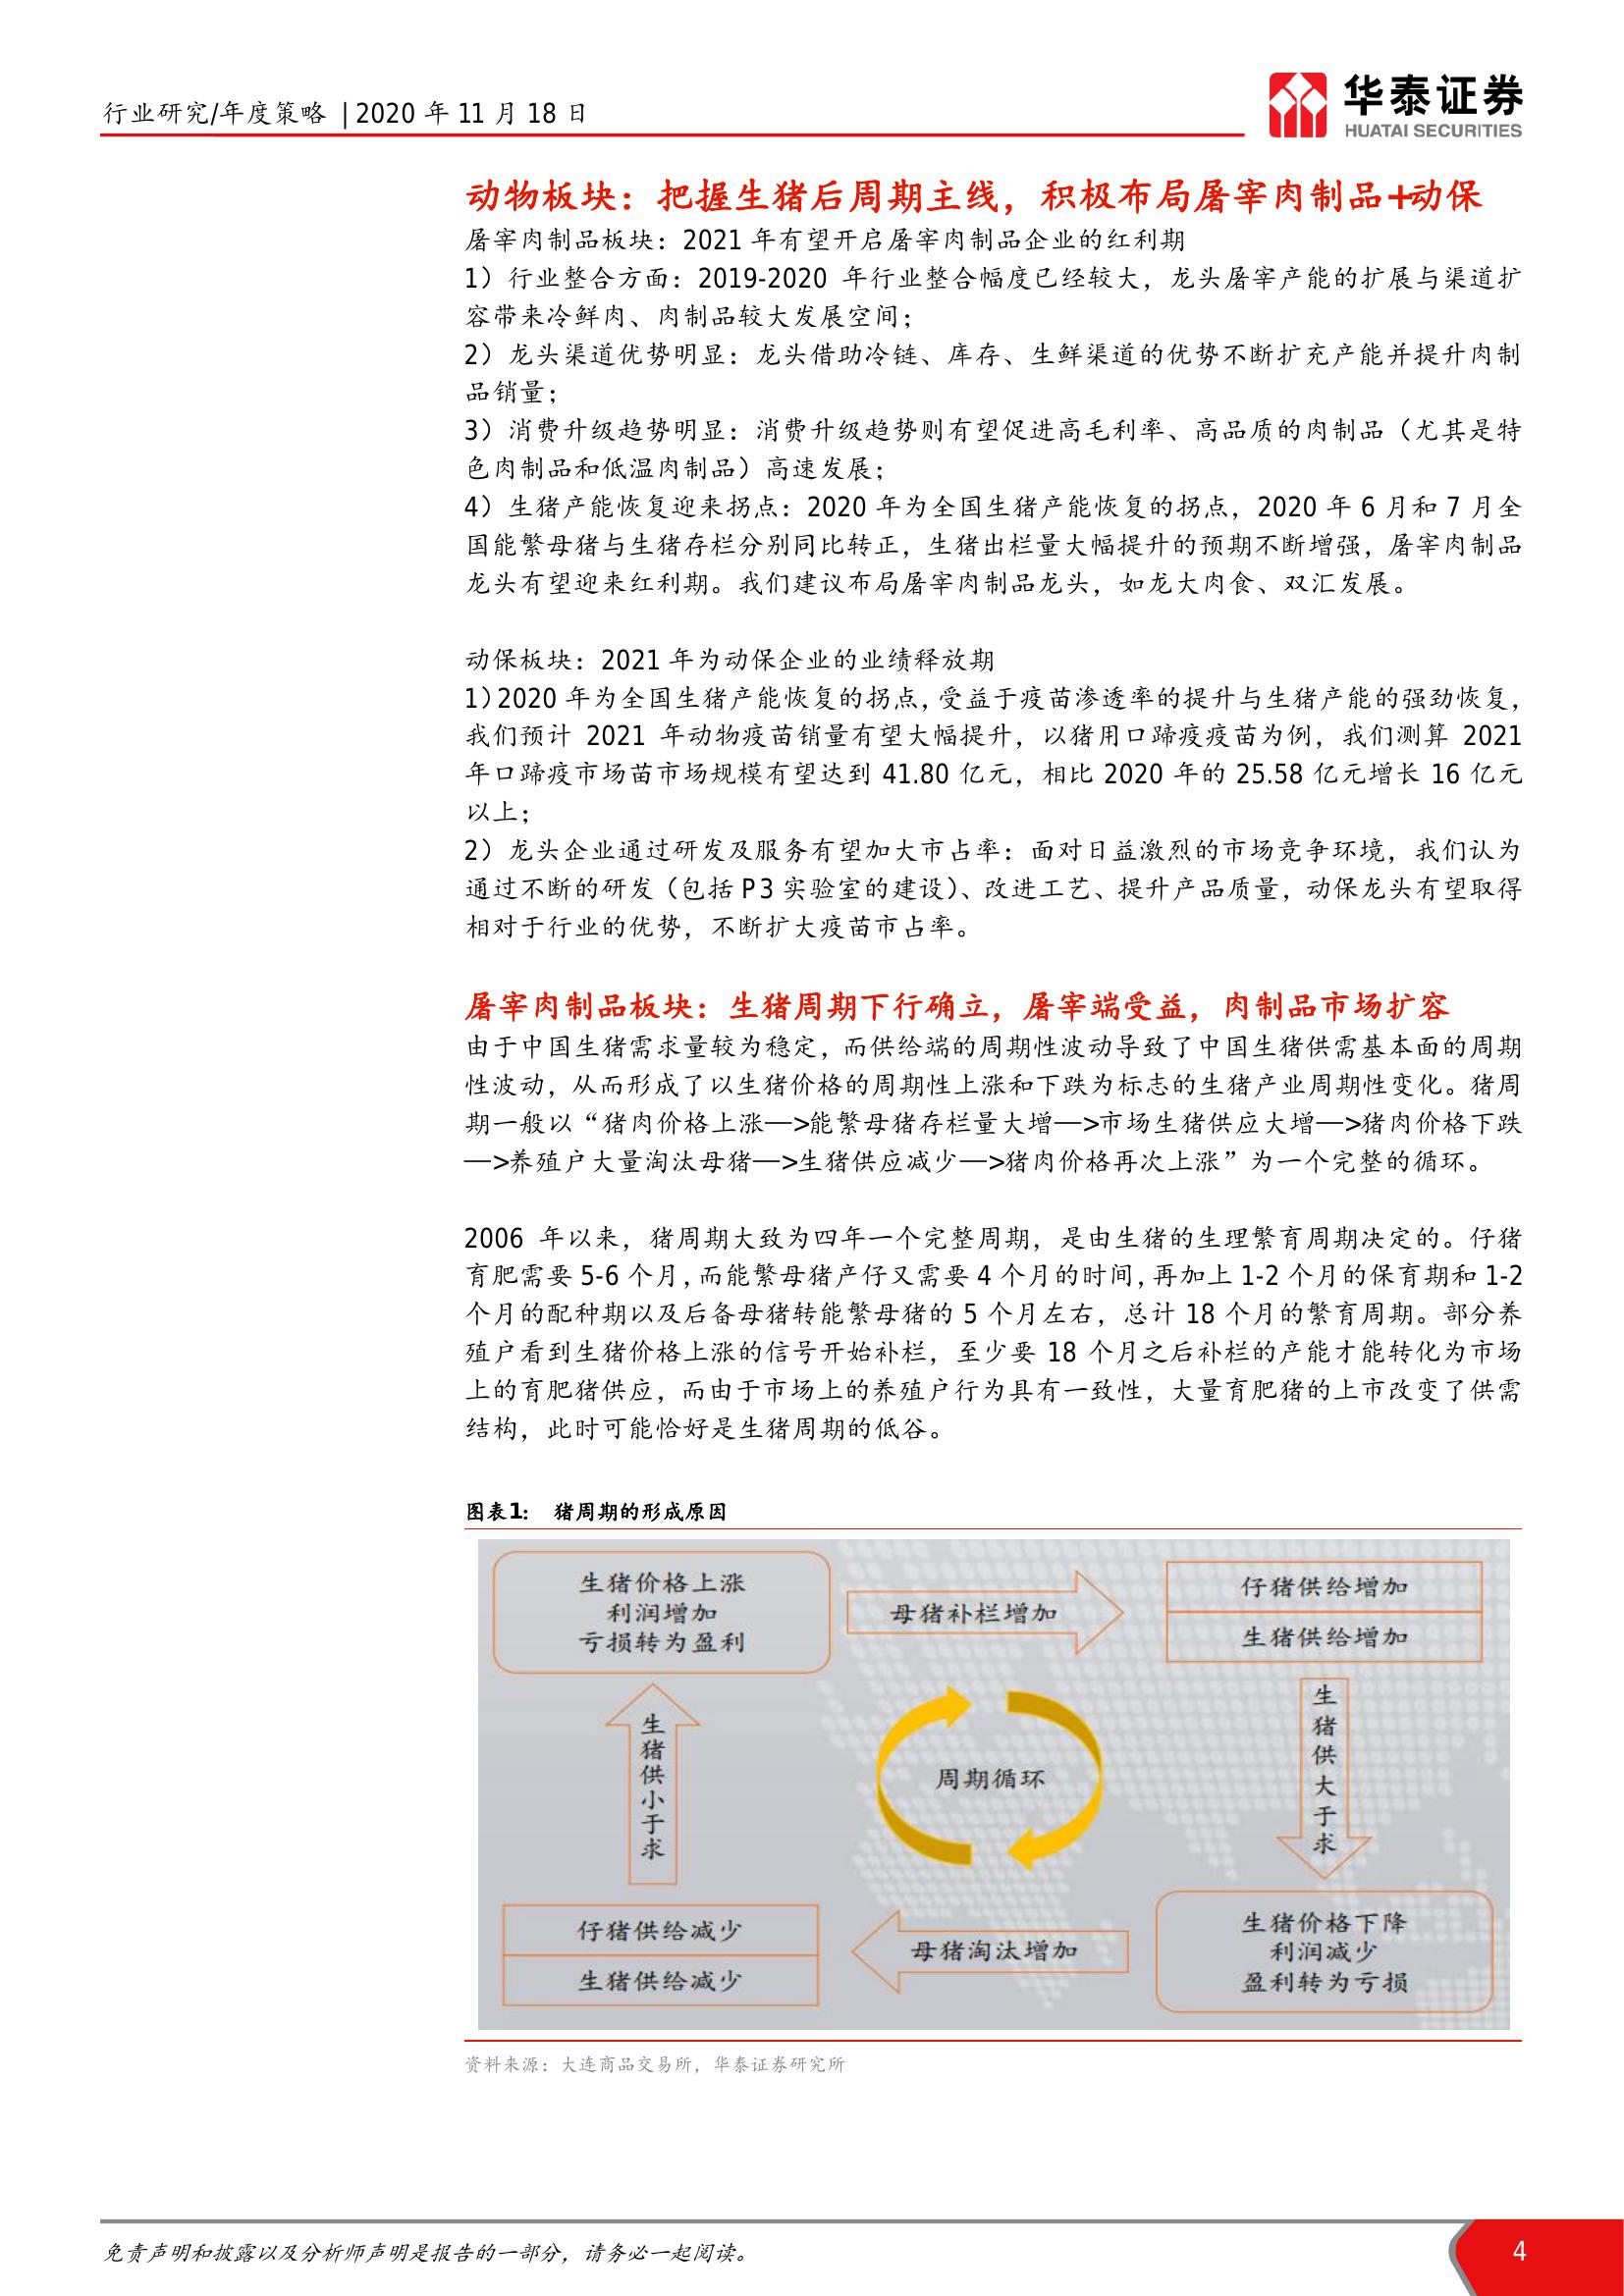 行业研究/年度策略 | 2020 年 11 月 18 日
华泰证券
HUATAI SECURITIES
动物板块：把握生猪后周期主线，积极布局屠宰肉制品+动保
屠宰肉制品板块：2021 年有望开启屠宰肉制品企业的红利期
1）行业整合方面：2019-2020 年行业整合幅度已经较大，龙头屠宰产能的扩展与渠道扩
容带来冷鲜肉、肉制品较大发展空间；
2）龙头渠道优势明显：龙头借助冷链、库存、生鲜渠道的优势不断扩充产能并提升肉制
品销量；
3）消费升级趋势明显：消费升级趋势则有望促进高毛利率、高品质的肉制品（尤其是特
色肉制品和低温肉制品）高速发展；
4）生猪产能恢复迎来拐点：2020 年为全国生猪产能恢复的拐点，2020 年 6 月和 7 月全
国能繁母猪与生猪存栏分别同比转正，生猪出栏量大幅提升的预期不断增强，屠宰肉制品
龙头有望迎来红利期。我们建议布局屠宰肉制品龙头，如龙大肉食、双汇发展。
动保板块：2021 年为动保企业的业绩释放期
1）2020 年为全国生猪产能恢复的拐点，受益于疫苗渗透率的提升与生猪产能的强劲恢复，
我们预计 2021 年动物疫苗销量有望大幅提升，以猪用口蹄疫疫苗为例，我们测算 2021
年口蹄疫市场苗市场规模有望达到 41.80 亿元，相比 2020 年的 25.58 亿元增长 16 亿元
以上；
2）龙头企业通过研发及服务有望加大市占率：面对日益激烈的市场竞争环境，我们认为
通过不断的研发（包括 P3 实验室的建设）、改进工艺、提升产品质量，动保龙头有望取得
相对于行业的优势，不断扩大疫苗市占率。
屠宰肉制品板块：生猪周期下行确立，屠宰端受益，肉制品市场扩容
由于中国生猪需求量较为稳定，而供给端的周期性波动导致了中国生猪供需基本面的周期
性波动，从而形成了以生猪价格的周期性上涨和下跌为标志的生猪产业周期性变化。猪周
期一般以“猪肉价格上涨—>能繁母猪存栏量大增—>市场生猪供应大增—>猪肉价格下跌
—>养殖户大量淘汰母猪—>生猪供应减少—>猪肉价格再次上涨”为一个完整的循环。
2006 年以来，猪周期大致为四年一个完整周期，是由生猪的生理繁育周期决定的。仔猪
育肥需要 5-6 个月，而能繁母猪产仔又需要 4 个月的时间，再加上 1-2 个月的保育期和 1-2
个月的配种期以及后备母猪转能繁母猪的 5 个月左右，总计 18 个月的繁育周期。部分养
殖户看到生猪价格上涨的信号开始补栏，至少要 18 个月之后补栏的产能才能转化为市场
上的育肥猪供应，而由于市场上的养殖户行为具有一致性，大量育肥猪的上市改变了供需
结构，此时可能恰好是生猪周期的低谷。
图表1： 猪周期的形成原因
生猪价格上涨
利润增加
亏损转为盈利
母猪补栏增加
仔猪供给增加
生猪供给增加
生猪供小于求
周期循环
生猪供大于求
仔猪供给减少
生猪供给减少
母猪淘汰增加
生猪价格下降
利润减少
盈利转为亏损
资料来源：大连商品交易所，华泰证券研究所
免责声明和披露以及分析师声明是报告的一部分，请务必一起阅读。
4